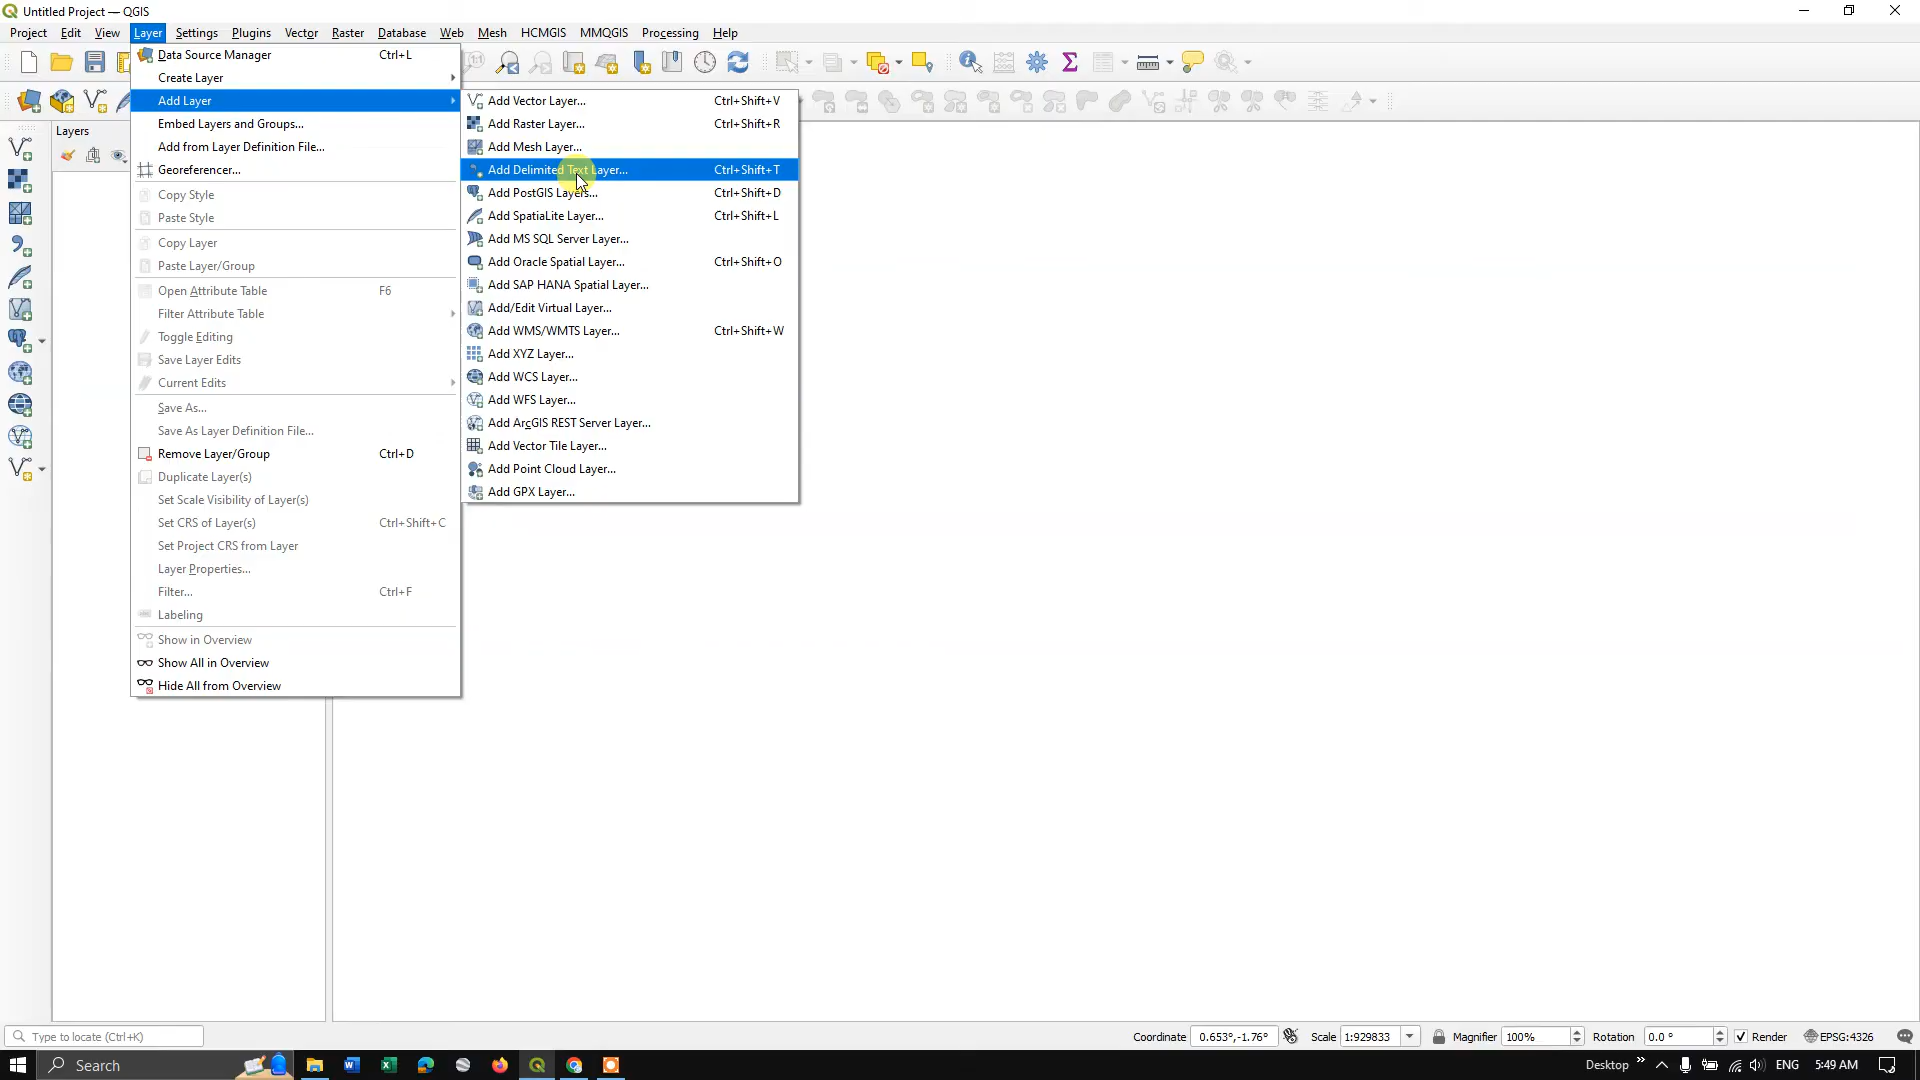 Untitled Project — QGIS
Project Edit View Layer Settings Plugins Vector Raster Database Web Mesh HCMGIS MMQGIS Processing Help
Data Source Manager Ctrl+L
Create Layer
Add Layer
Embed Layers and Groups...
Add from Layer Definition File...
Georeferencer...
Copy Style
Paste Style
Copy Layer
Paste Layer/Group
Open Attribute Table F6
Filter Attribute Table
Toggle Editing
Save Layer Edits
Current Edits
Save As...
Save As Layer Definition File...
Remove Layer/Group Ctrl+D
Duplicate Layer(s)
Set Scale Visibility of Layer(s)
Set CRS of Layer(s) Ctrl+Shift+C
Set Project CRS from Layer
Layer Properties...
Filter... Ctrl+F
Labeling
Show in Overview
Show All in Overview
Hide All from Overview
Add Vector Layer... Ctrl+Shift+V
Add Raster Layer... Ctrl+Shift+R
Add Mesh Layer...
Add Delimited Text Layer... Ctrl+Shift+T
Add PostGIS Layers... Ctrl+Shift+D
Add SpatiaLite Layer... Ctrl+Shift+L
Add MS SQL Server Layer...
Add Oracle Spatial Layer... Ctrl+Shift+O
Add SAP HANA Spatial Layer...
Add/Edit Virtual Layer...
Add WMS/WMTS Layer... Ctrl+Shift+W
Add XYZ Layer...
Add WCS Layer...
Add WFS Layer...
Add ArcGIS REST Server Layer...
Add Vector Tile Layer...
Add Point Cloud Layer...
Add GPX Layer...
Layers
Type to locate (Ctrl+K)
Coordinate 0.653°,-1.76° Scale 1:929833 Magnifier 100% Rotation 0.0 ° Render EPSG:4326
Search
Desktop » ENG 5:49 AM